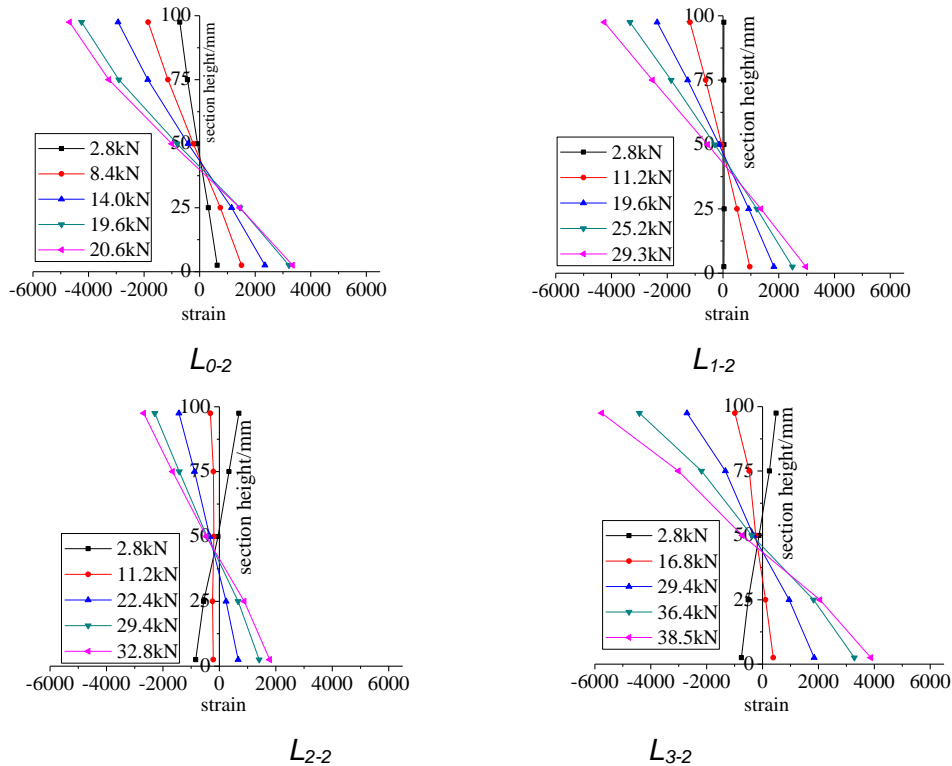 100
75
50
25
0
section height/mm
2.8kN
8.4kN
14.0kN
19.6kN
20.6kN
-6000 -4000 -2000 0 2000 4000 6000
strain
L0-2
100
75
50
25
0
section height/mm
2.8kN
11.2kN
19.6kN
25.2kN
29.3kN
-6000 -4000 -2000 0 2000 4000 6000
strain
L1-2
100
75
50
25
0
section height/mm
2.8kN
11.2kN
22.4kN
29.4kN
32.8kN
-6000 -4000 -2000 0 2000 4000 6000
strain
L2-2
100
75
50
25
0
section height/mm
2.8kN
16.8kN
29.4kN
36.4kN
38.5kN
-6000 -4000 -2000 0 2000 4000 6000
strain
L3-2